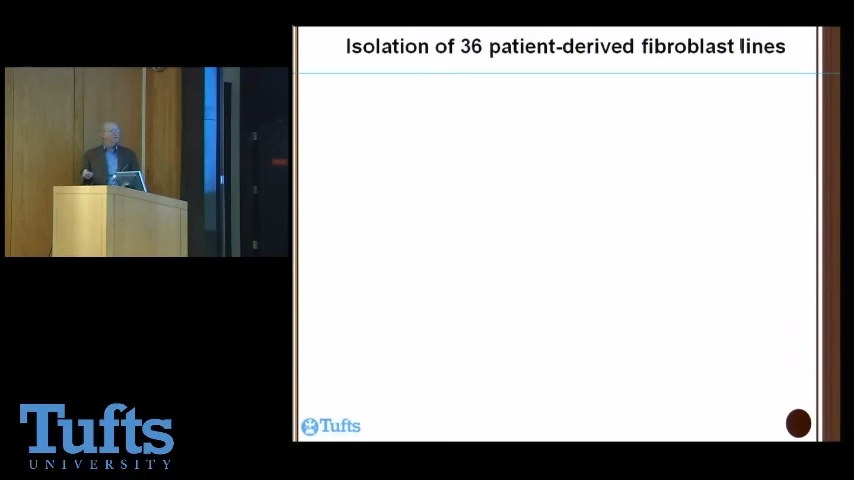 Isolation of 36 patient-derived fibroblast lines
Tufts
Tufts
UNIVERSITY